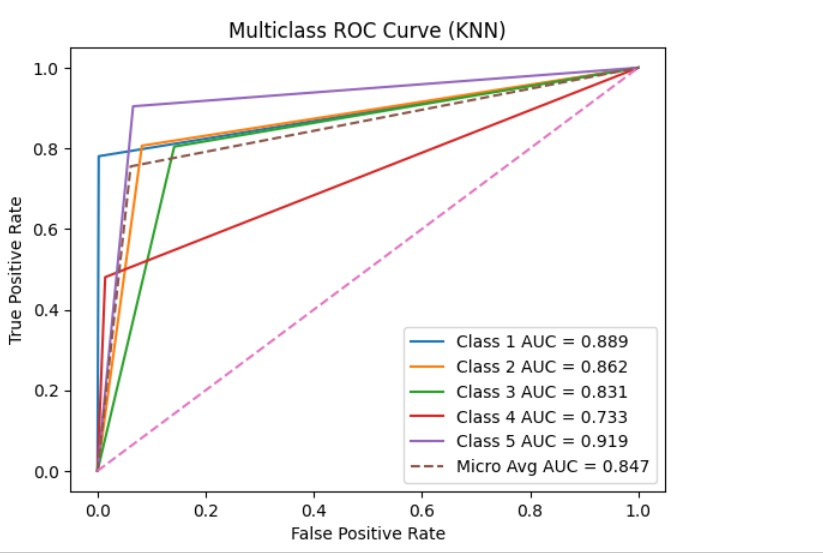 Multiclass ROC Curve (KNN)
True Positive Rate
1.0
0.8
0.6
0.4
0.2
0.0
Class 1 AUC = 0.889
Class 2 AUC = 0.862
Class 3 AUC = 0.831
Class 4 AUC = 0.733
Class 5 AUC = 0.919
Micro Avg AUC = 0.847
0.0 0.2 0.4 0.6 0.8 1.0
False Positive Rate